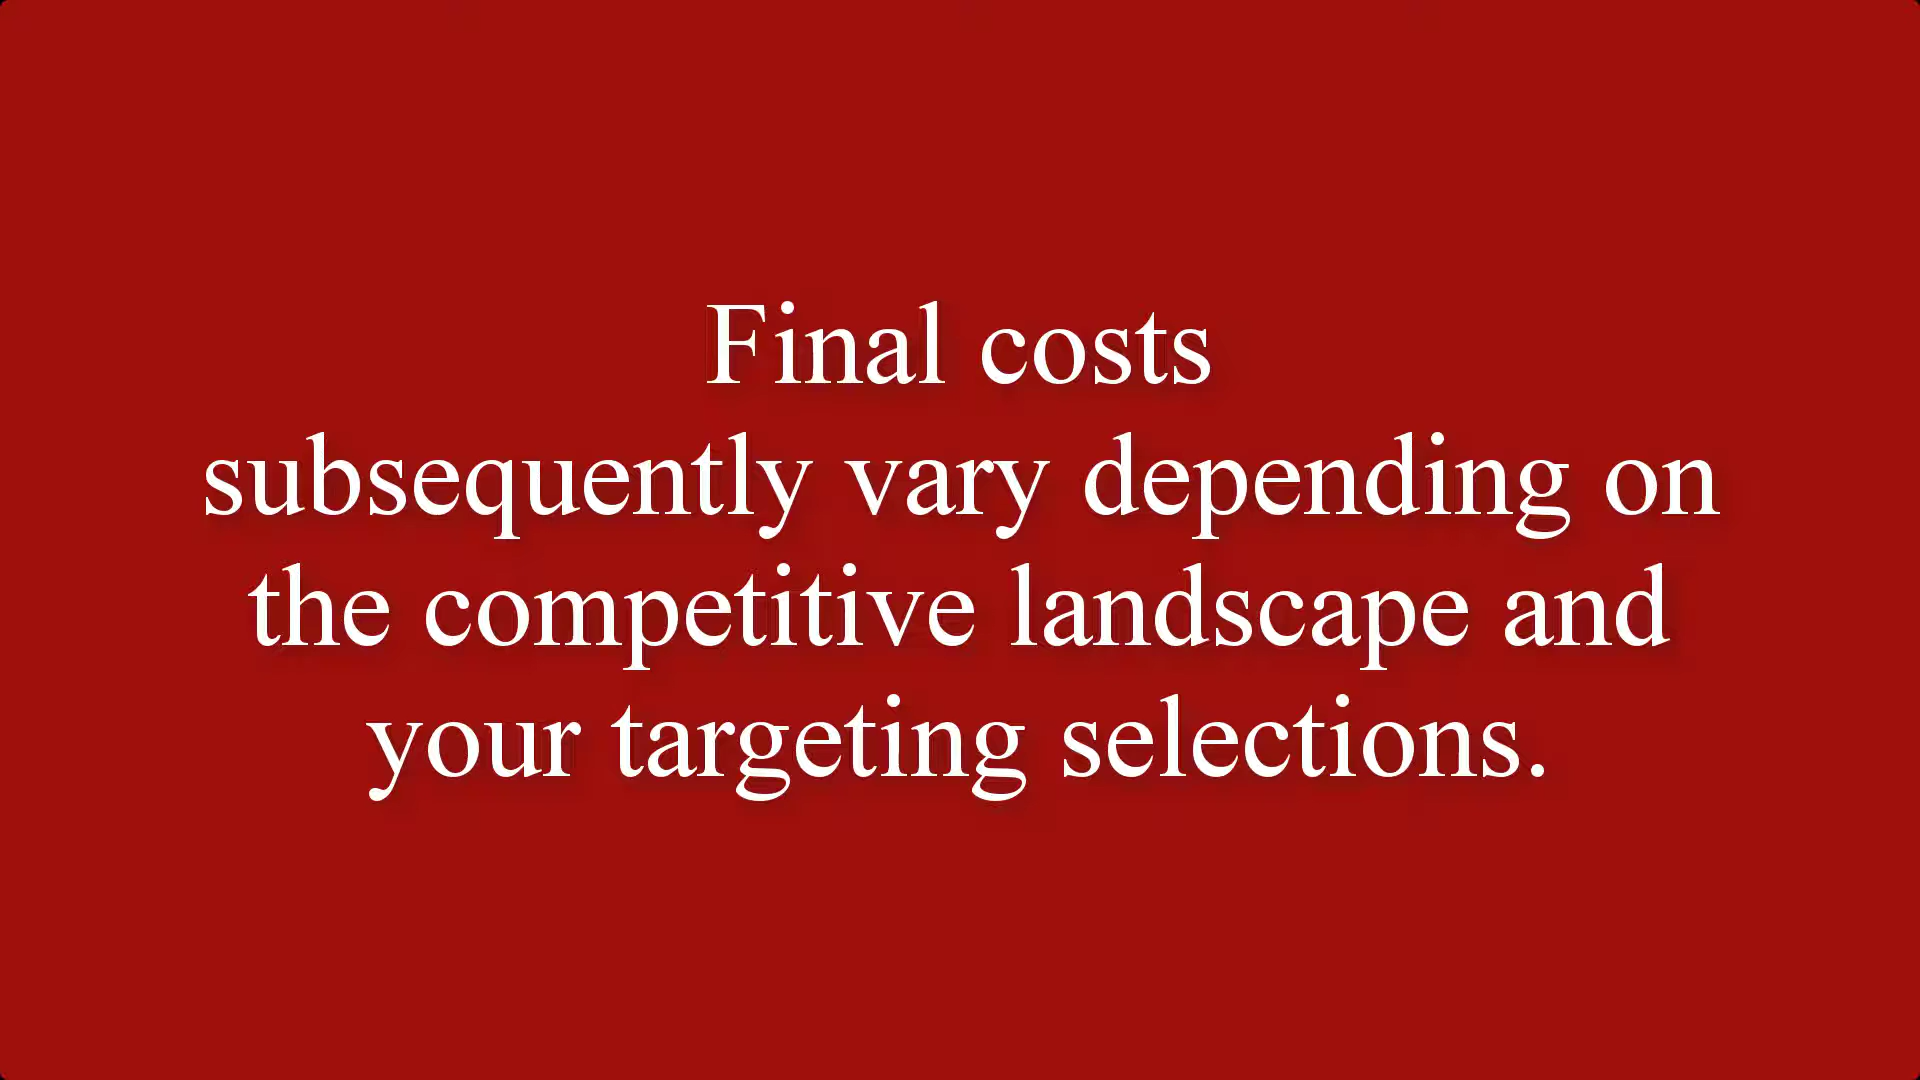 Final costs
subsequently vary depending on
the competitive landscape and
your targeting selections.